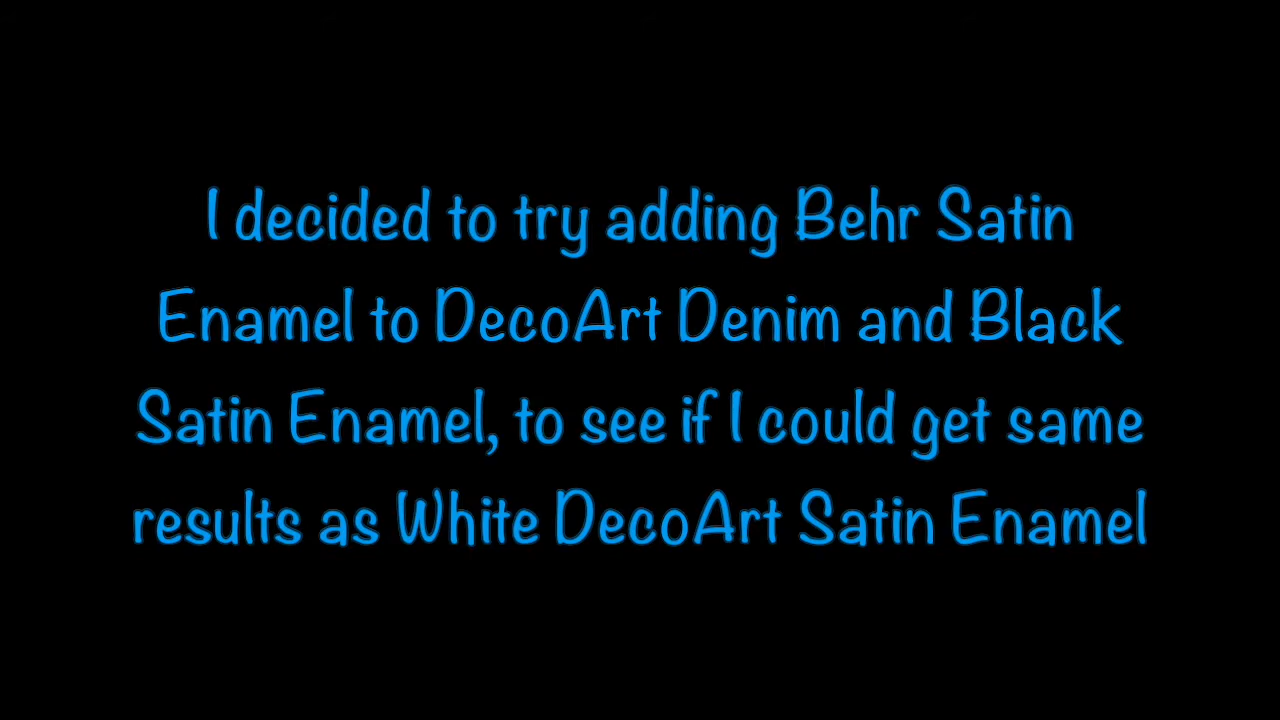 I decided to try adding Behr Satin
Enamel to DecoArt Denim and Black
Satin Enamel, to see if I could get same
results as White DecoArt Satin Enamel